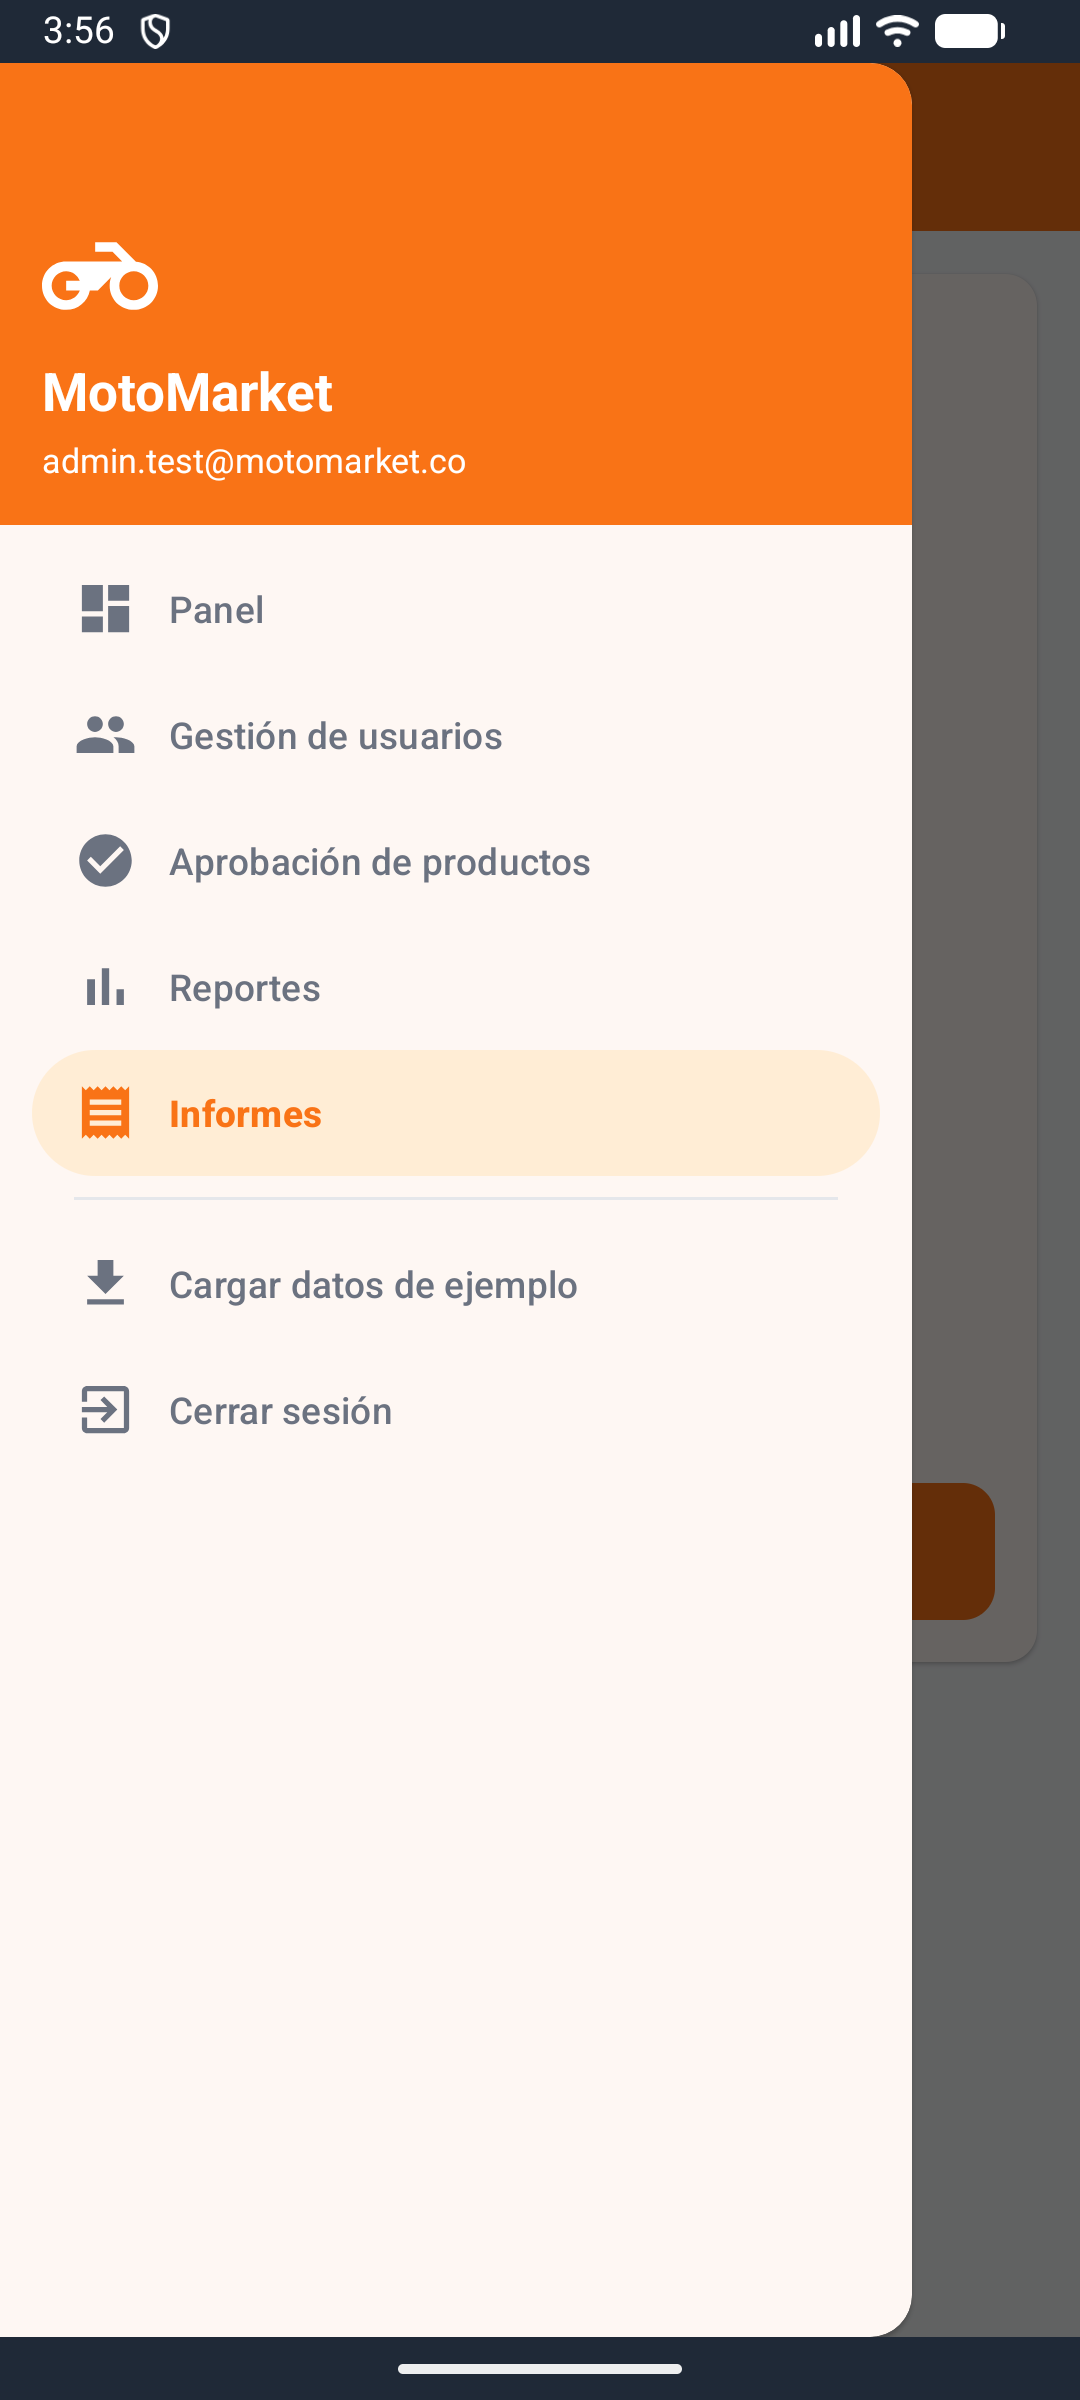 3:56
MotoMarket
admin.test@motomarket.co
Panel
Gestión de usuarios
Aprobación de productos
Reportes
Informes
Cargar datos de ejemplo
Cerrar sesión